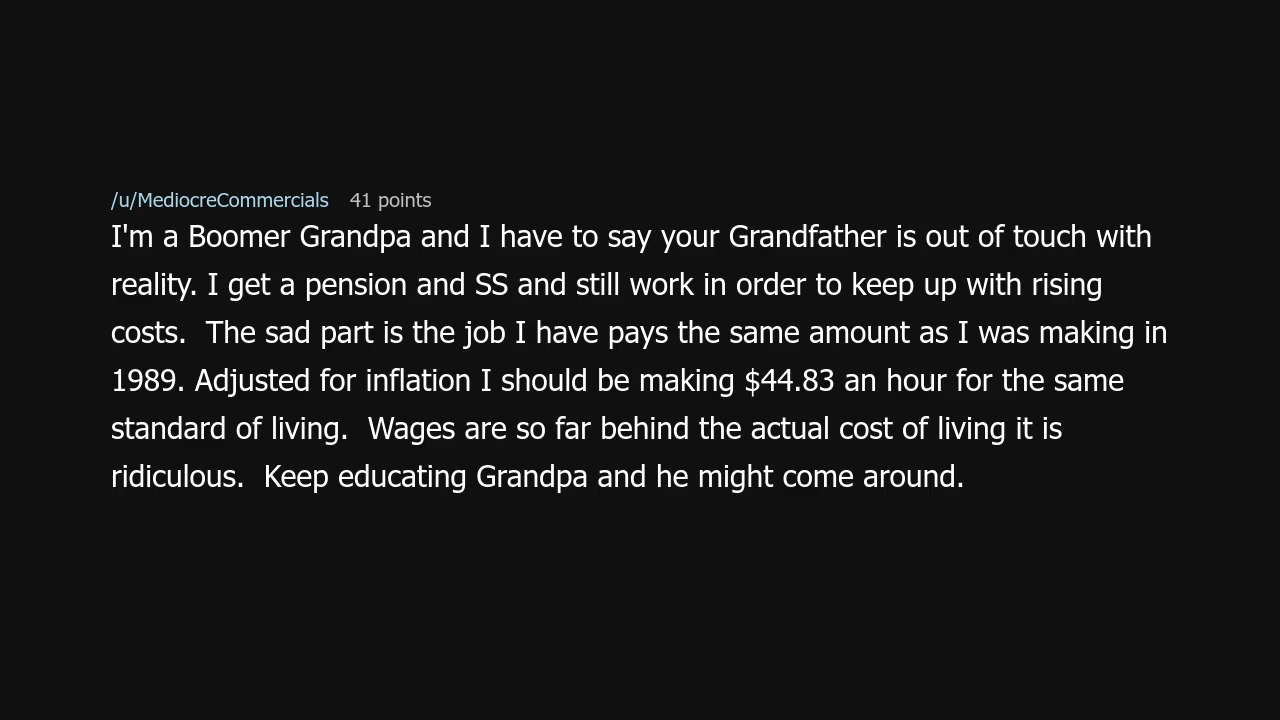 /u/MediocreCommercials 41 points
I'm a Boomer Grandpa and I have to say your Grandfather is out of touch with
reality. I get a pension and SS and still work in order to keep up with rising
costs.  The sad part is the job I have pays the same amount as I was making in
1989. Adjusted for inflation I should be making $44.83 an hour for the same
standard of living.  Wages are so far behind the actual cost of living it is
ridiculous.  Keep educating Grandpa and he might come around.